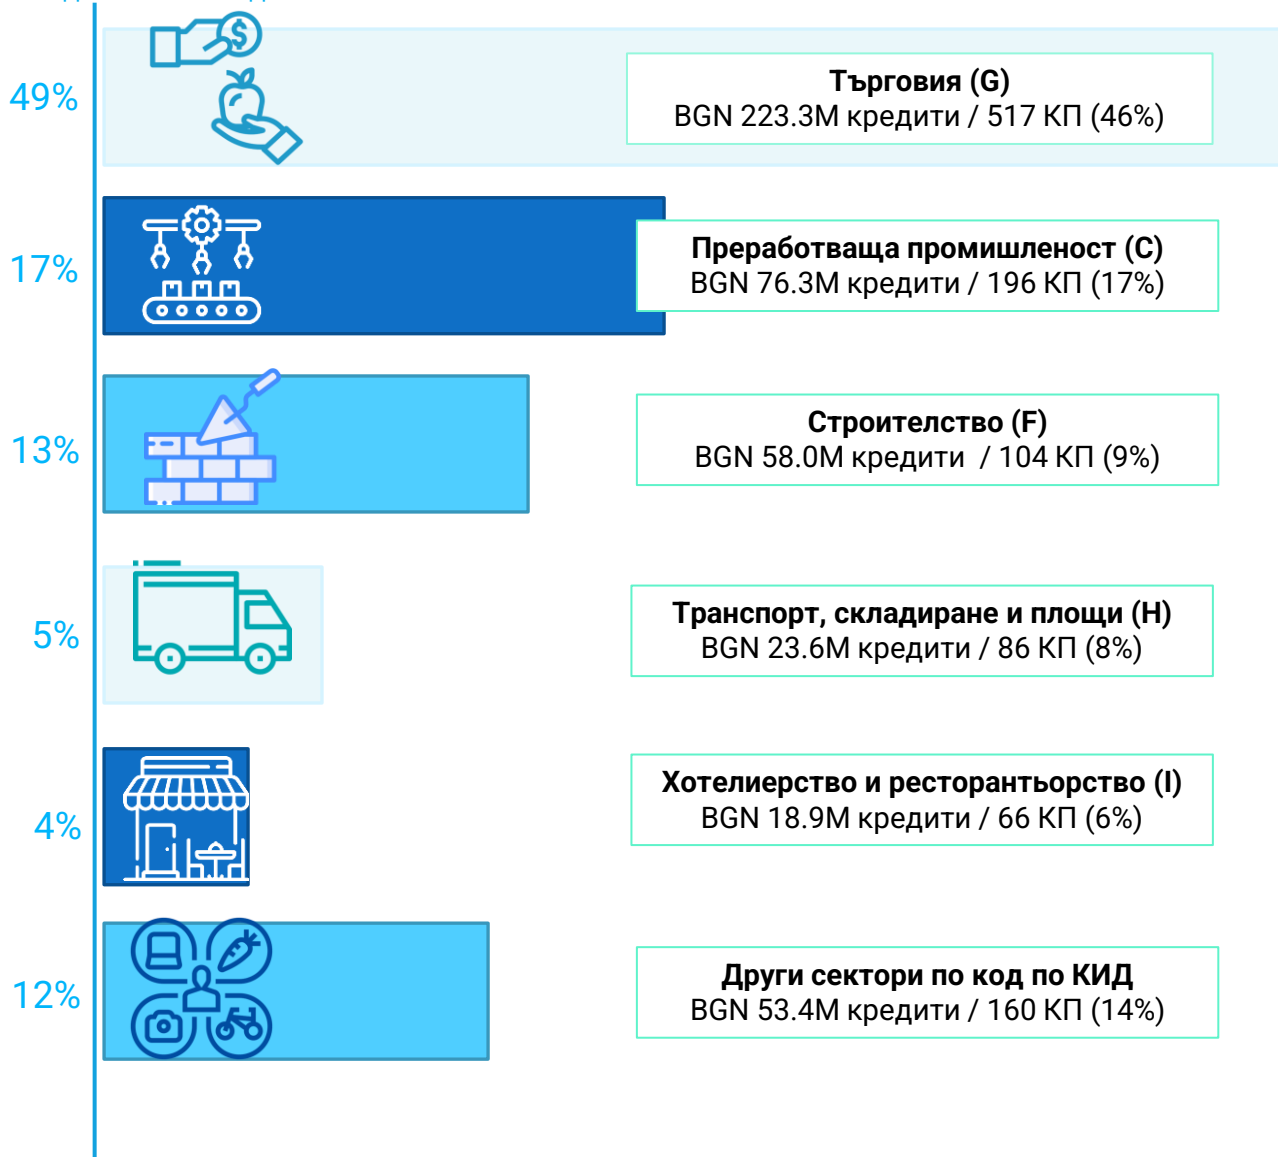 49%
Търговия (G)
BGN 223.3M кредити / 517 КП (46%)
17%
Преработваща промишленост (C)
BGN 76.3M кредити / 196 КП (17%)
13%
Строителство (F)
BGN 58.0M кредити / 104 КП (9%)
5%
Транспорт, складиране и площи (H)
BGN 23.6M кредити / 86 КП (8%)
4%
Хотелиерство и ресторантьорство (I)
BGN 18.9M кредити / 66 КП (6%)
12%
Други сектори по код по КИД
BGN 53.4M кредити / 160 КП (14%)